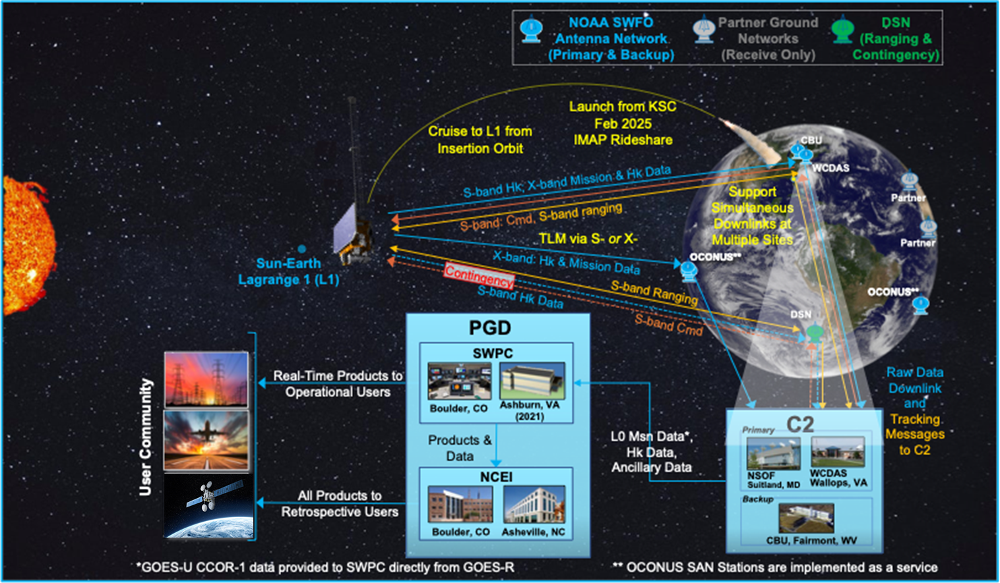 NOAA SWFO
Antenna Network
(Primary & Backup)
Partner Ground
Networks
(Receive Only)
DSN
(Ranging &
Contingency)
Launch from KSC
Feb 2025
IMAP Rideshare
Cruise to L1 from
Insertion Orbit
CBU
WCDAS
S-band Hk, X-band Mission & Hk Data
Support
Simultaneous
Downlinks at
Multiple Sites
Partner
Partner
S-band: Cmd, S-band ranging
TLM via S- or X-
X-band: Hk & Mission Data
OCONUS**
Sun-Earth
Lagrange 1 (L1)
Contingency
S-band Ranging
S-band Hk Data
S-band Cmd
OCONUS**
DSN
PGD
SWPC
Boulder, CO
Ashburn, VA
(2021)
Products &
Data
NCEI
Boulder, CO
Asheville, NC
User Community
Real-Time Products to
Operational Users
All Products to
Retrospective Users
L0 Msn Data*,
Hk Data,
Ancillary Data
Raw Data
Downlink
and
Tracking
Messages
to C2
C2
Primary
NSOF
Suitland, MD
WCDAS
Wallops, VA
Backup
CBU, Fairmont, WV
*GOES-U CCOR-1 data provided to SWPC directly from GOES-R
** OCONUS SAN Stations are implemented as a service